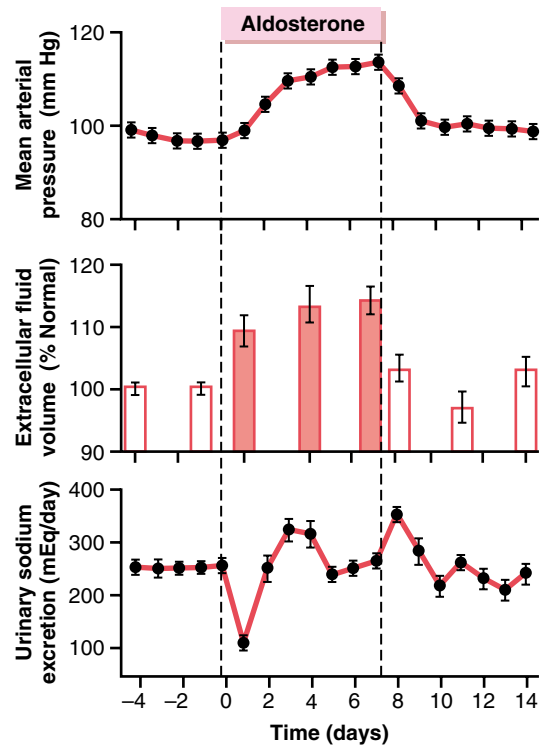 Aldosterone
Mean arterial
pressure (mm Hg)
120
100
80
Extracellular fluid
volume (% Normal)
120
110
100
90
Urinary sodium
excretion (mEq/day)
400
300
200
100
–4 –2 0 2 4 6 8 10 12 14
Time (days)